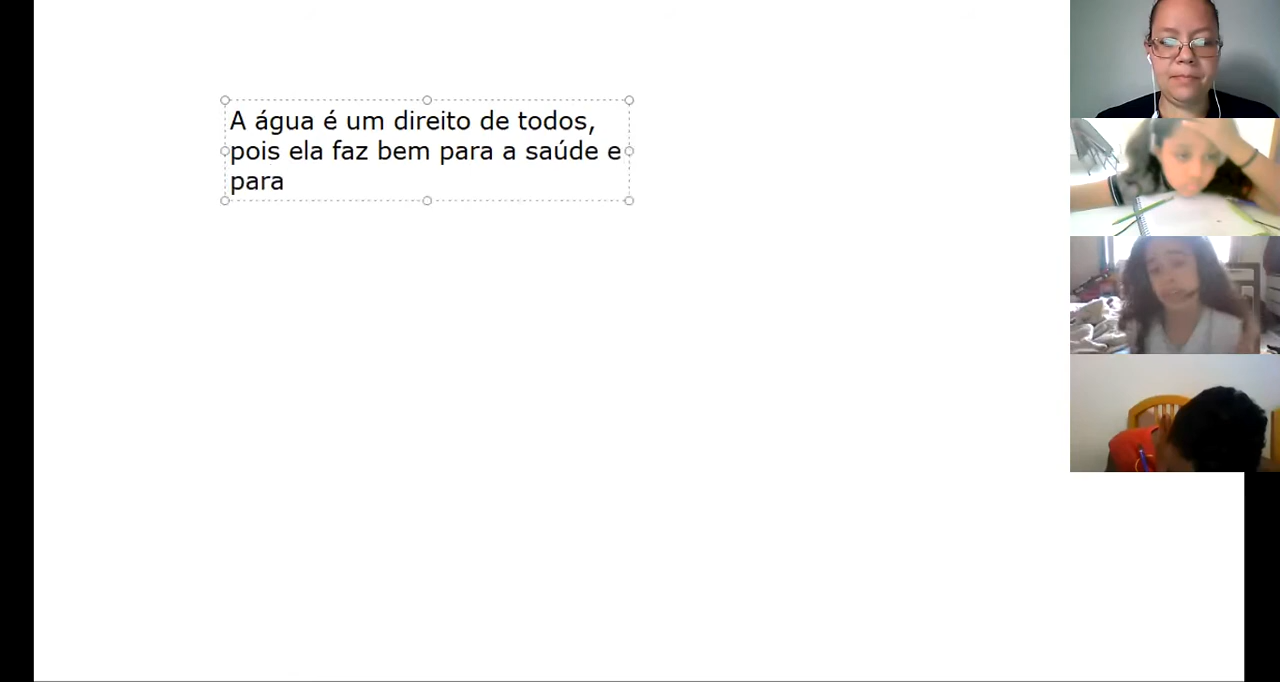 A água é um direito de todos,
pois ela faz bem para a saúde e
para